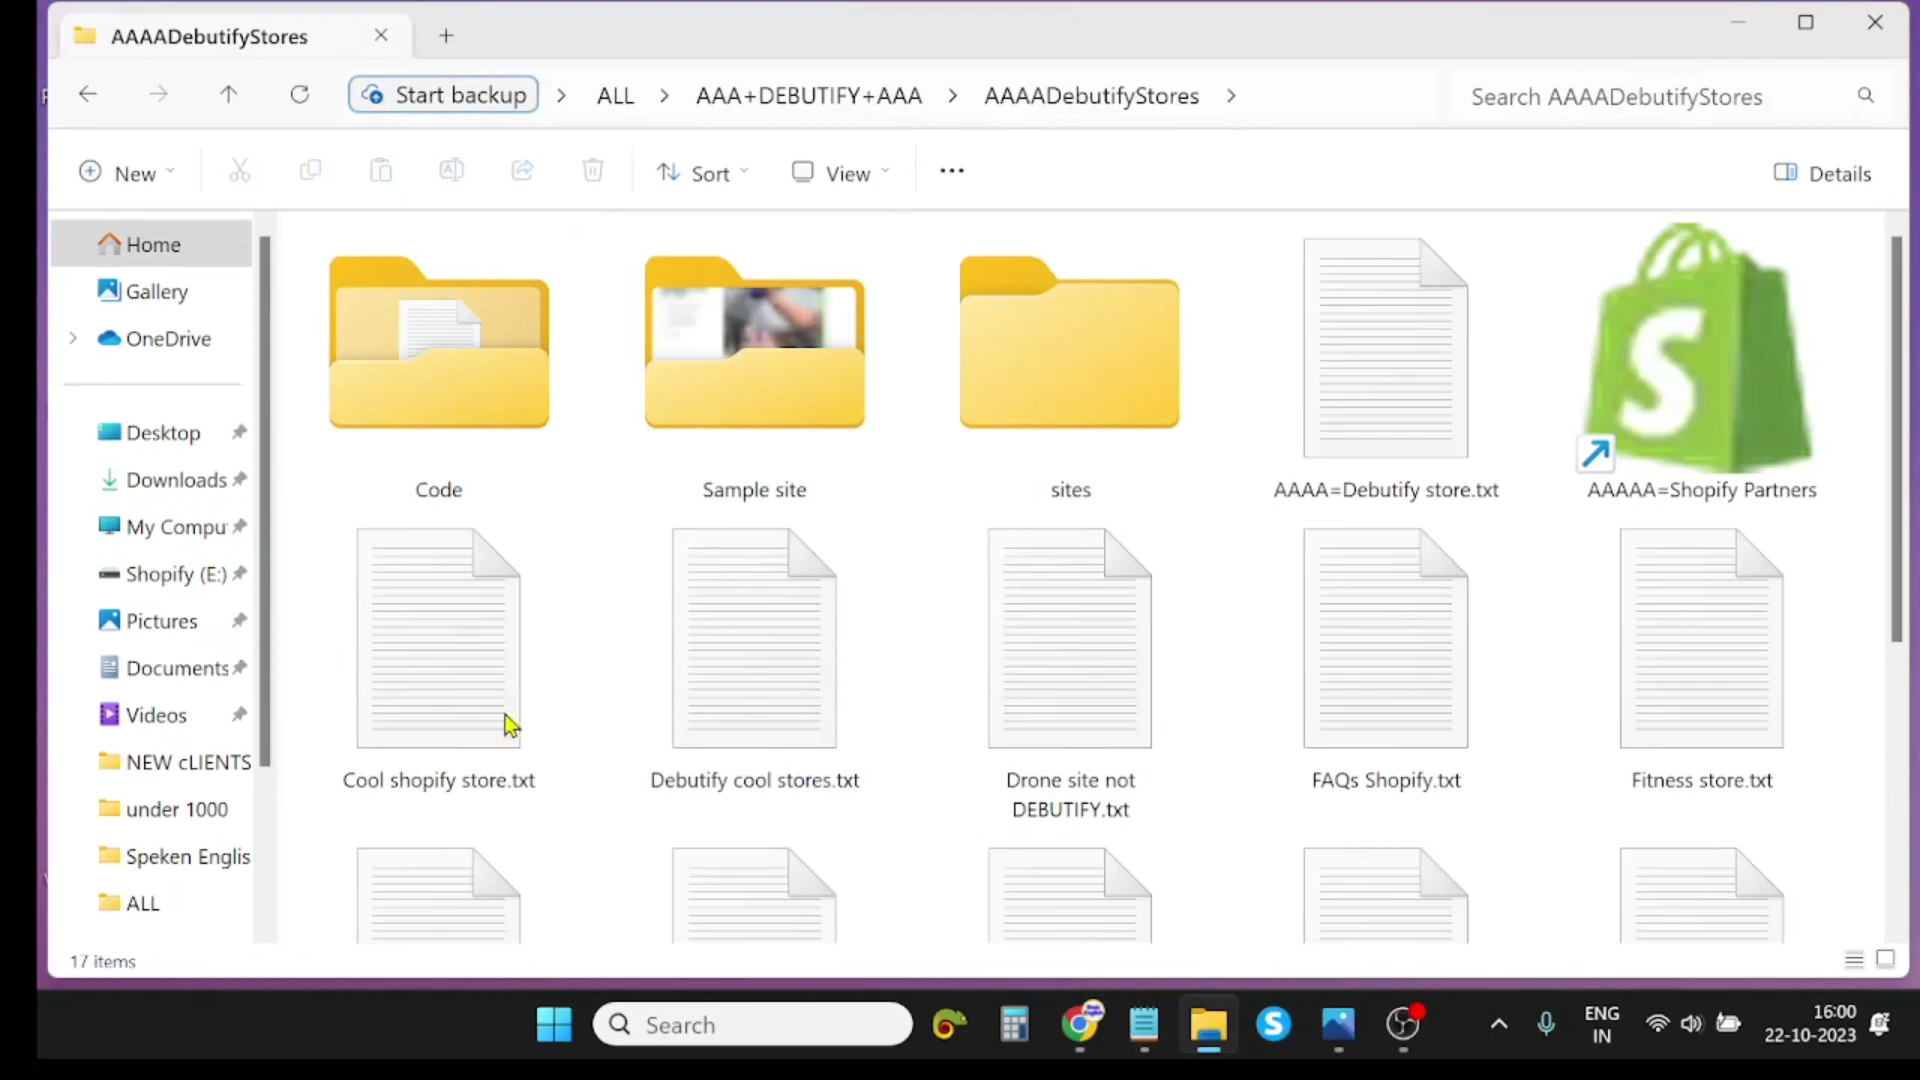 AAAADebutifyStores
Start backup > ALL > AAA+DEBUTIFY+AAA > AAAADebutifyStores >
Search AAAADebutifyStores
New
Sort
View
Details
Home
Gallery
OneDrive
Desktop
Downloads
My Compu
Shopify (E:)
Pictures
Documents
Videos
NEW cLIENTS
under 1000
Speken Englis
ALL
Code
Sample site
sites
AAAA=Debutify store.txt
AAAAA=Shopify Partners
Cool shopify store.txt
Debutify cool stores.txt
Drone site not
DEBUTIFY.txt
FAQs Shopify.txt
Fitness store.txt
17 items
Search
ENG
IN
16:00
22-10-2023